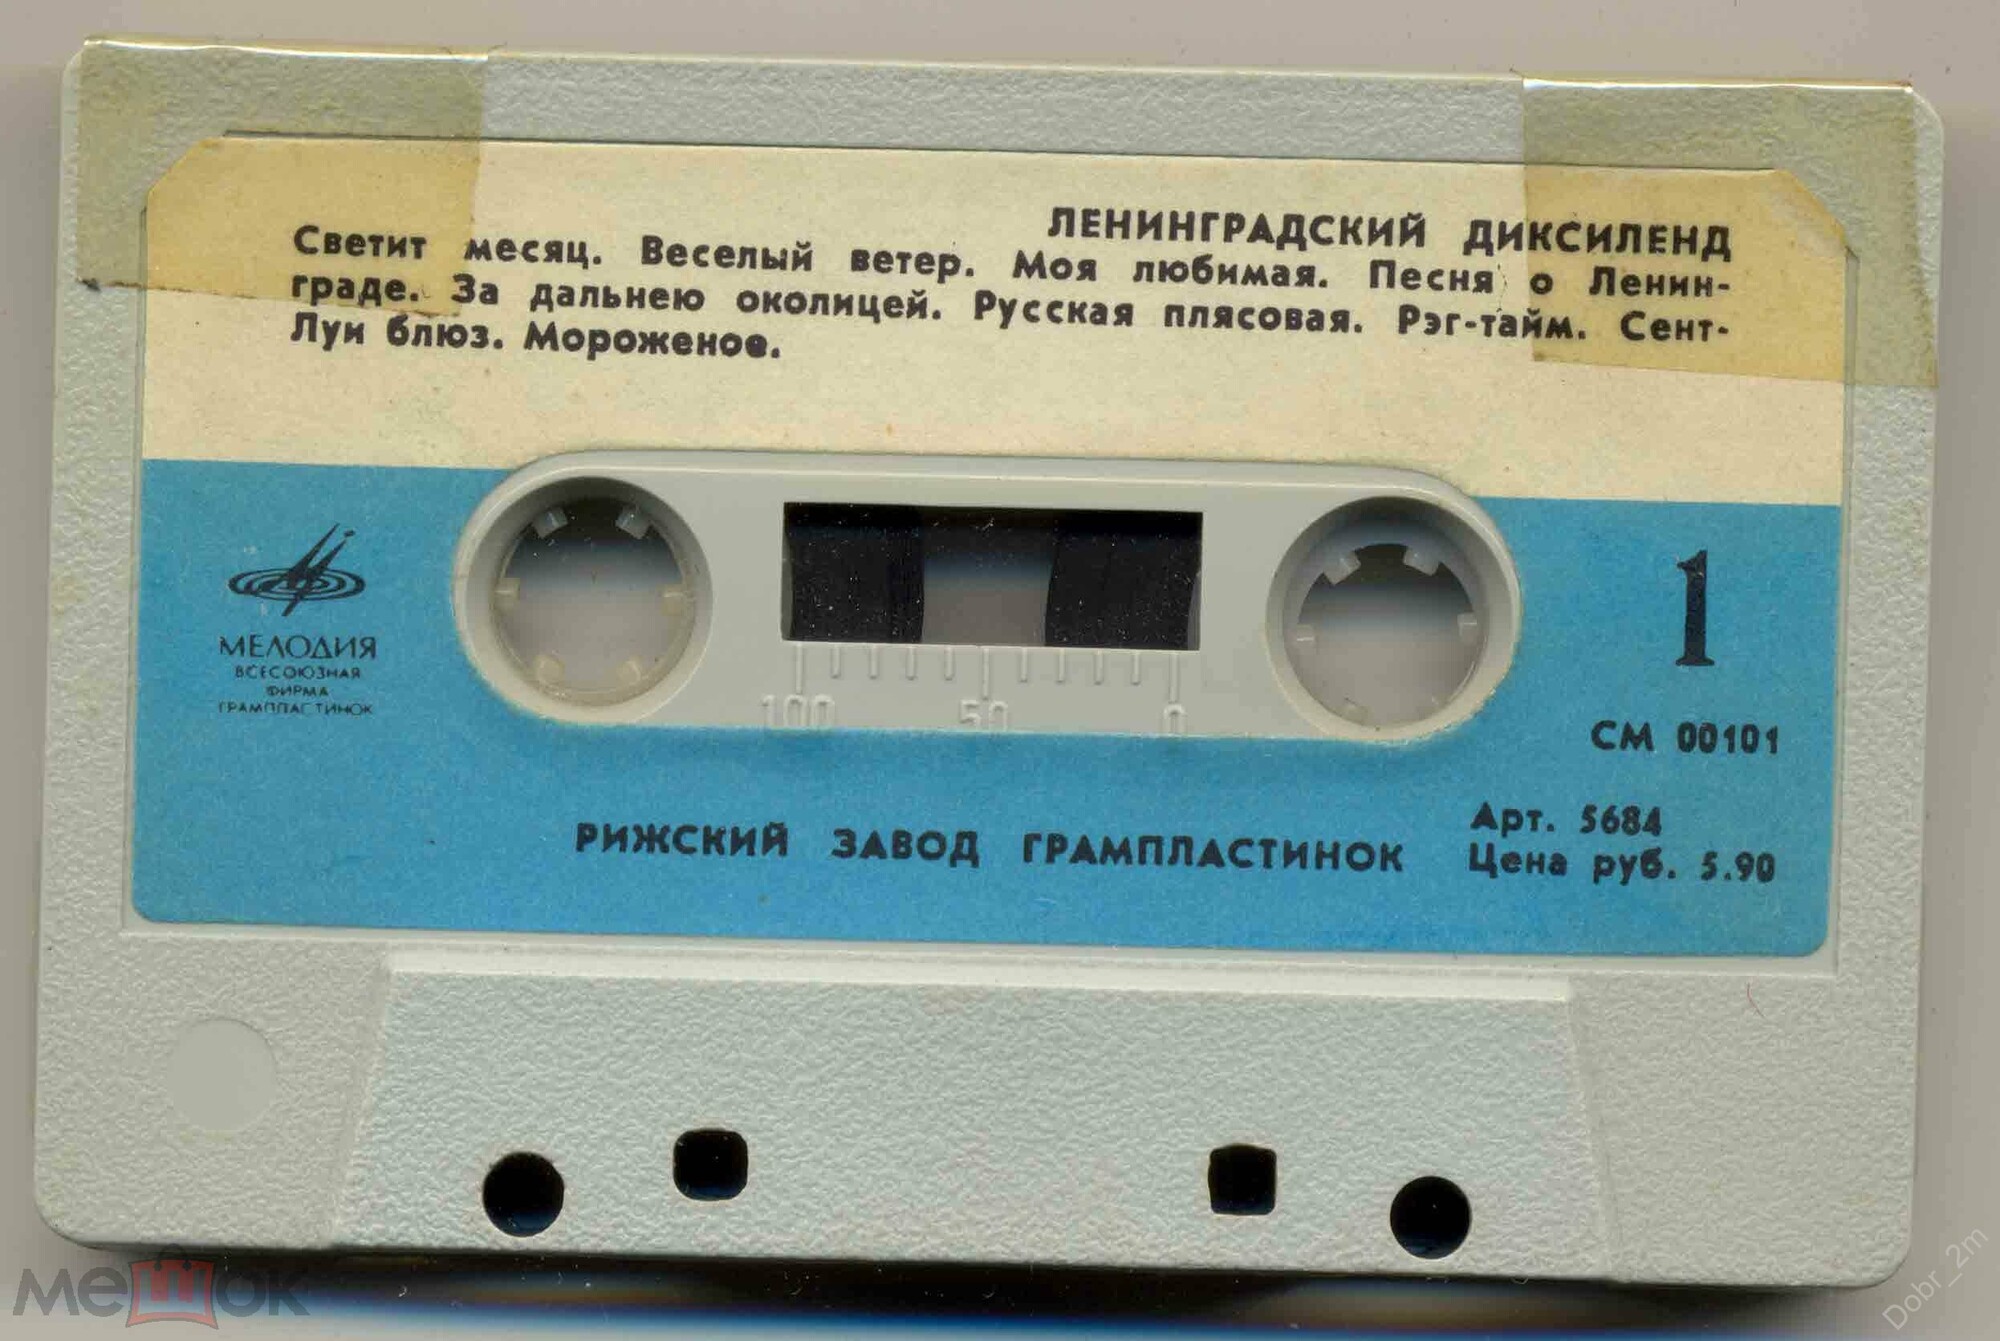 ЛЕНИНГРАДСКИЙ ДИКСИЛЕНД
Светит месяц. Веселый ветер. Моя любимая. Песня о Ленин-
граде. За дальнею околицей. Русская плясовая. Рэг-тайм. Сент-
Луи блюз. Мороженое.
МЕЛОДИЯ
ВСЕСОЮЗНАЯ
ФИРМА
ГРАМПЛАСТИНОК
100 50 0
1
СМ 00101
РИЖСКИЙ ЗАВОД ГРАМПЛАСТИНОК
Арт. 5684
Цена руб. 5.90
мешок
Dobr_2m